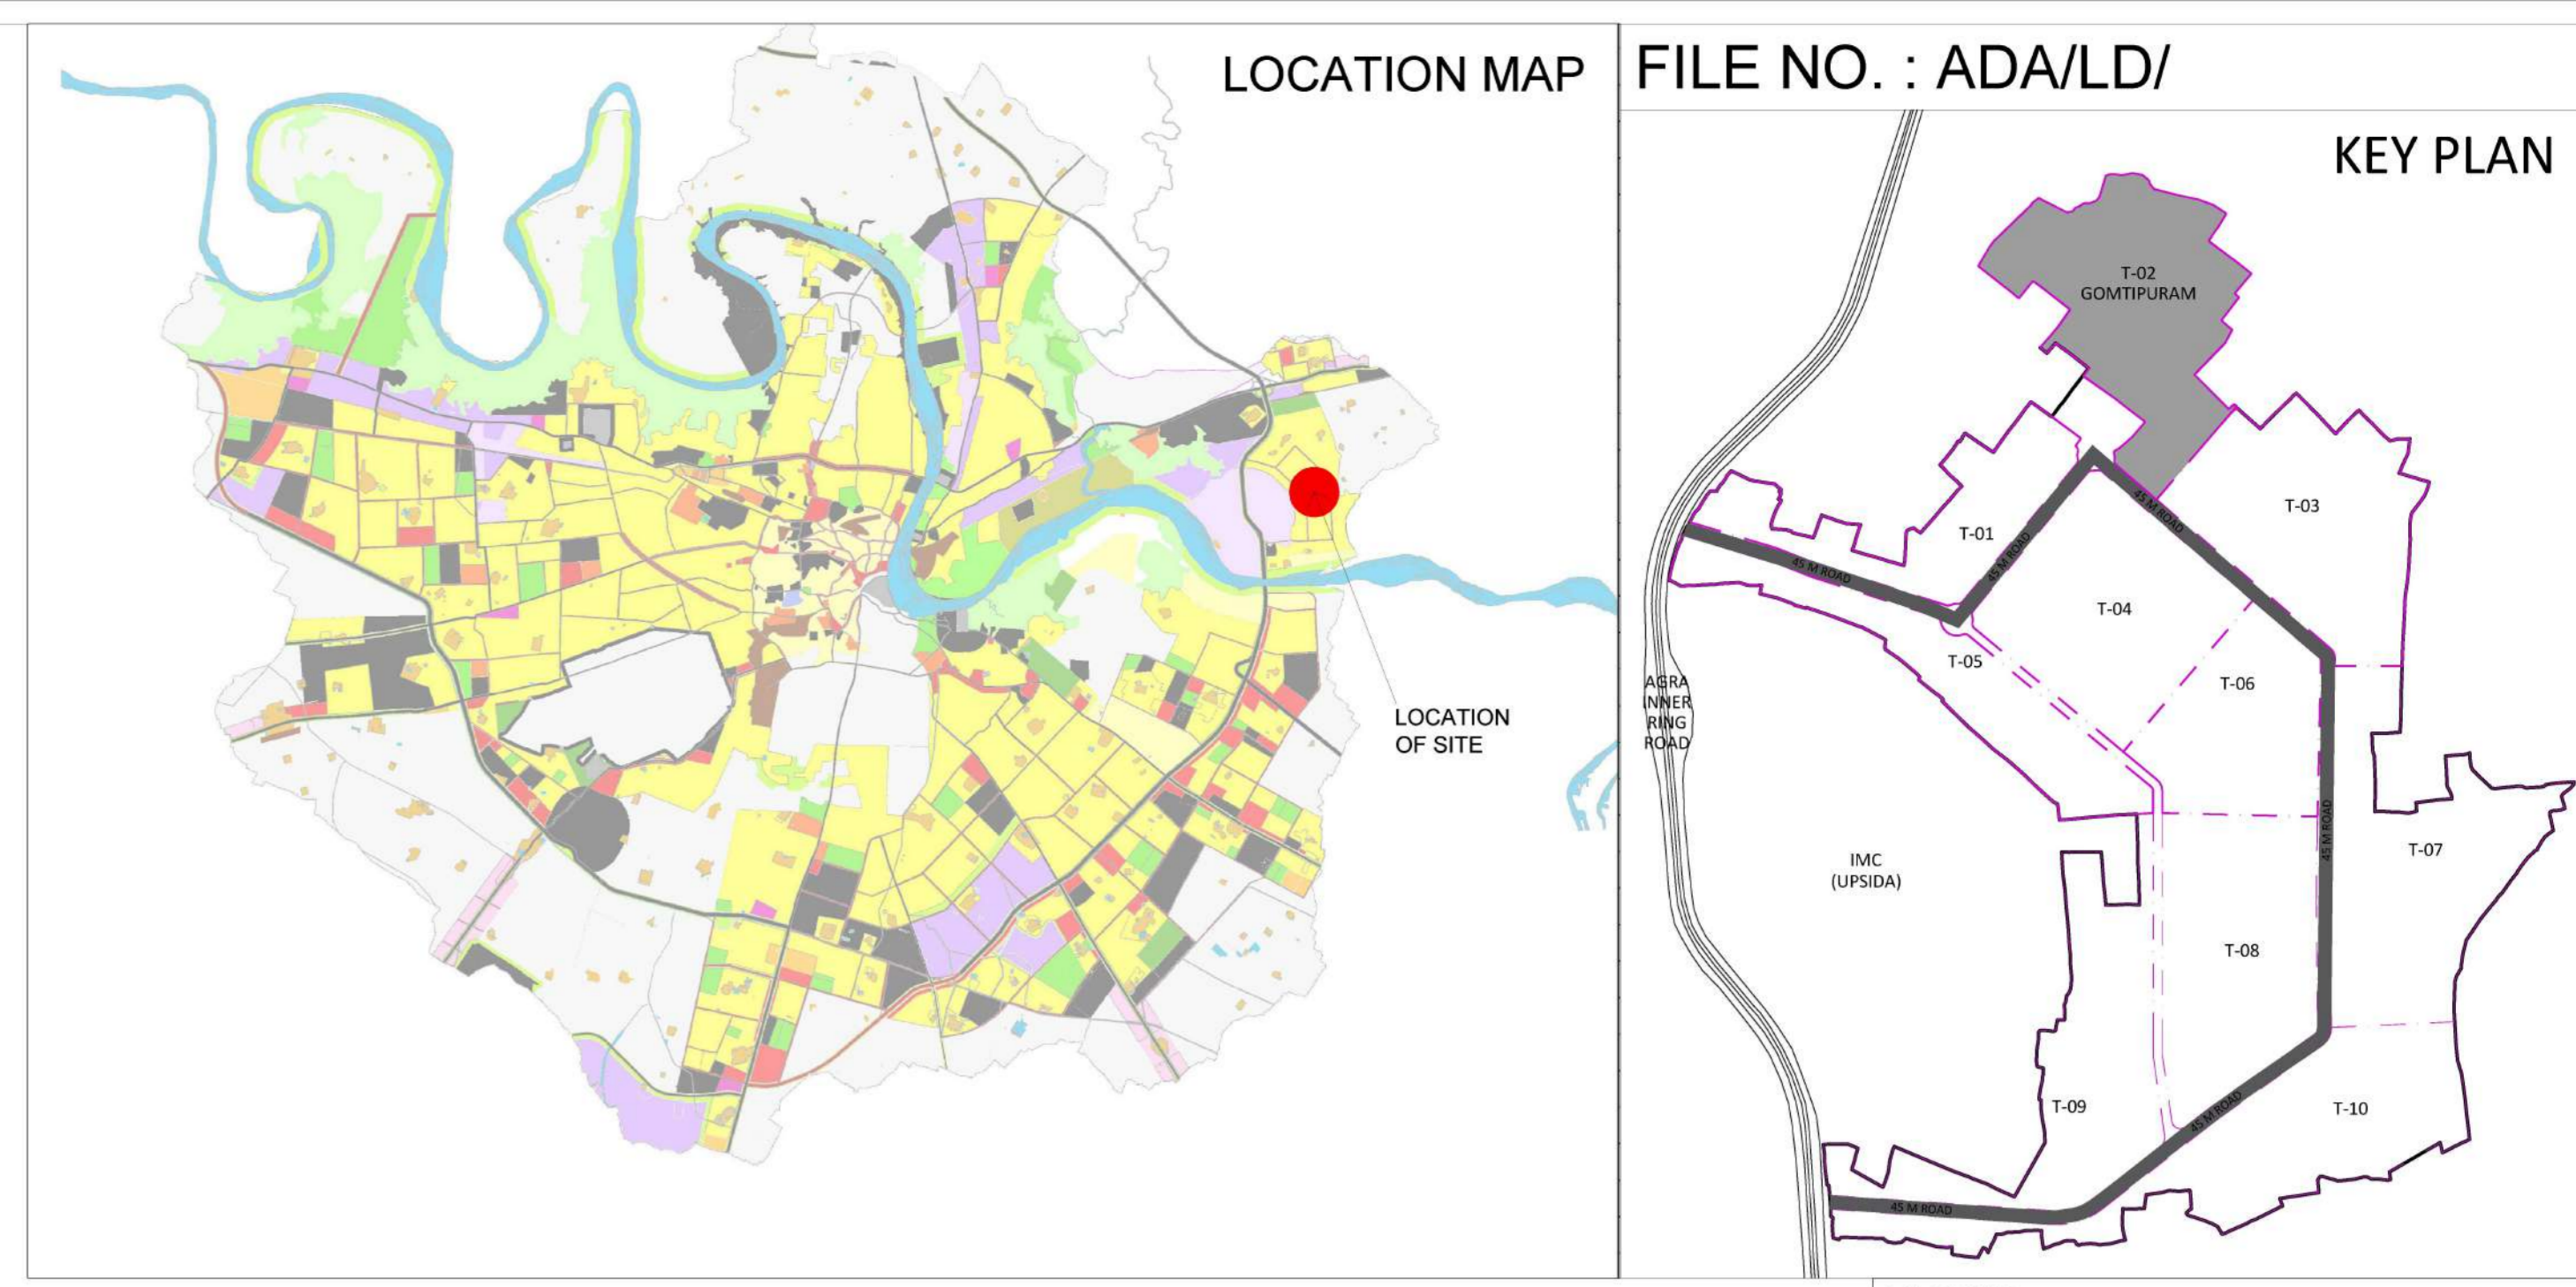 LOCATION MAP
LOCATION
OF SITE
FILE NO. : ADA/LD/
KEY PLAN
T-02
GOMTIPURAM
T-03
T-01
45 M ROAD
45 M ROAD
45 M ROAD
T-04
T-05
T-06
AGRA
INNER
RING
ROAD
45 M ROAD
T-07
IMC
(UPSIDA)
T-08
T-09
T-10
45 M ROAD
45 M ROAD